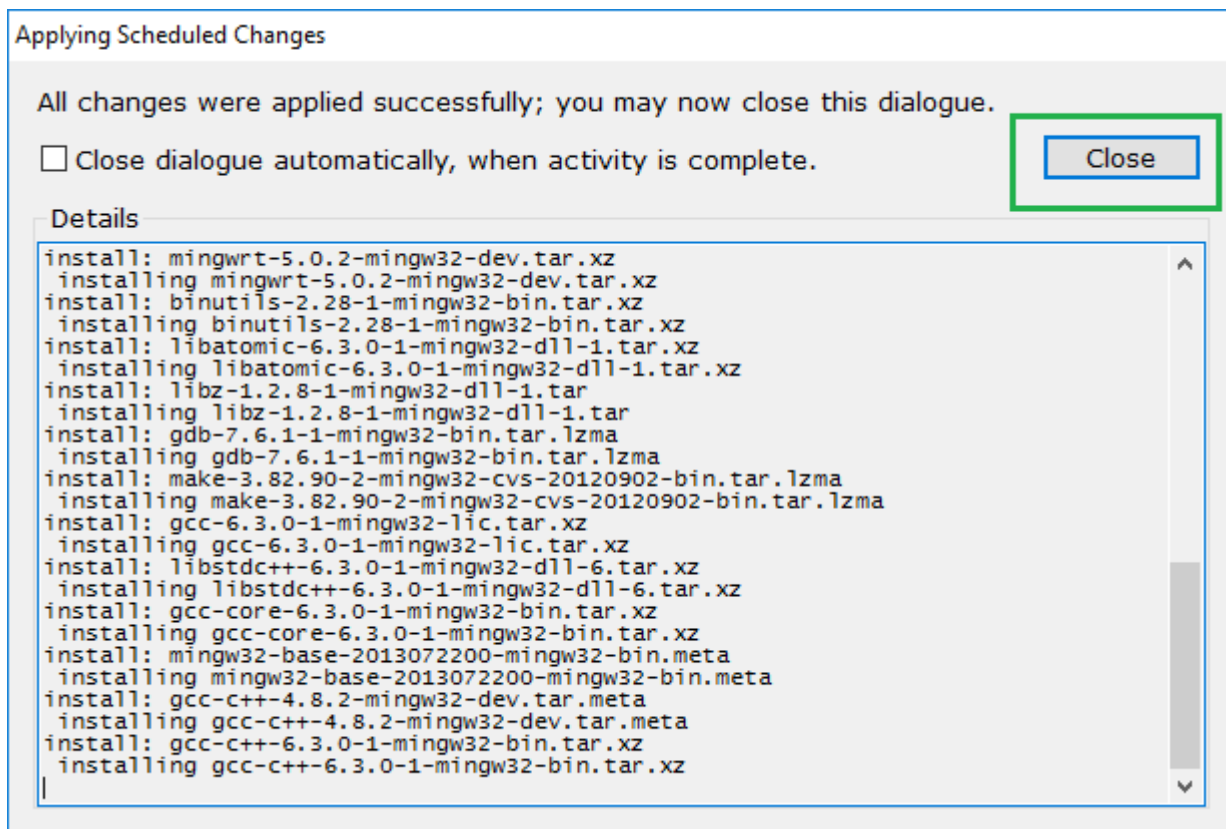 Applying Scheduled Changes
All changes were applied successfully; you may now close this dialogue.
Close dialogue automatically, when activity is complete.
Close
Details
install: mingwrt-5.0.2-mingw32-dev.tar.xz
installing mingwrt-5.0.2-mingw32-dev.tar.xz
install: binutils-2.28-1-mingw32-bin.tar.xz
installing binutils-2.28-1-mingw32-bin.tar.xz
install: libatomic-6.3.0-1-mingw32-dll-1.tar.xz
installing libatomic-6.3.0-1-mingw32-dll-1.tar.xz
install: libz-1.2.8-1-mingw32-dll-1.tar
installing libz-1.2.8-1-mingw32-dll-1.tar
install: gdb-7.6.1-1-mingw32-bin.tar.lzma
installing gdb-7.6.1-1-mingw32-bin.tar.lzma
install: make-3.82.90-2-mingw32-cvs-20120902-bin.tar.lzma
installing make-3.82.90-2-mingw32-cvs-20120902-bin.tar.lzma
install: gcc-6.3.0-1-mingw32-lic.tar.xz
installing gcc-6.3.0-1-mingw32-lic.tar.xz
install: libstdc++-6.3.0-1-mingw32-dll-6.tar.xz
installing libstdc++-6.3.0-1-mingw32-dll-6.tar.xz
install: gcc-core-6.3.0-1-mingw32-bin.tar.xz
installing gcc-core-6.3.0-1-mingw32-bin.tar.xz
install: mingw32-base-2013072200-mingw32-bin.meta
installing mingw32-base-2013072200-mingw32-bin.meta
install: gcc-c++-4.8.2-mingw32-dev.tar.meta
installing gcc-c++-4.8.2-mingw32-dev.tar.meta
install: gcc-c++-6.3.0-1-mingw32-bin.tar.xz
installing gcc-c++-6.3.0-1-mingw32-bin.tar.xz